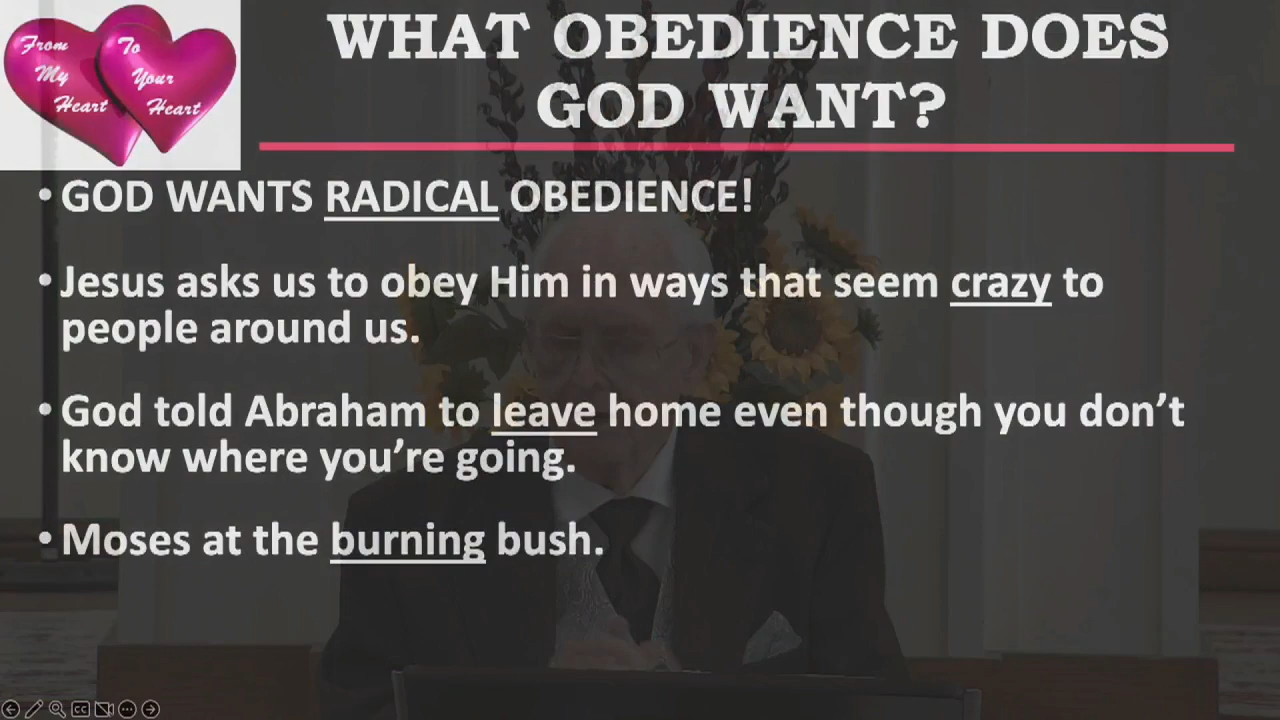 From
My
Heart
To
Your
Heart
WHAT OBEDIENCE DOES
GOD WANT?
• GOD WANTS RADICAL OBEDIENCE!
• Jesus asks us to obey Him in ways that seem crazy to
people around us.
• God told Abraham to leave home even though you don’t
know where you’re going.
• Moses at the burning bush.
CC